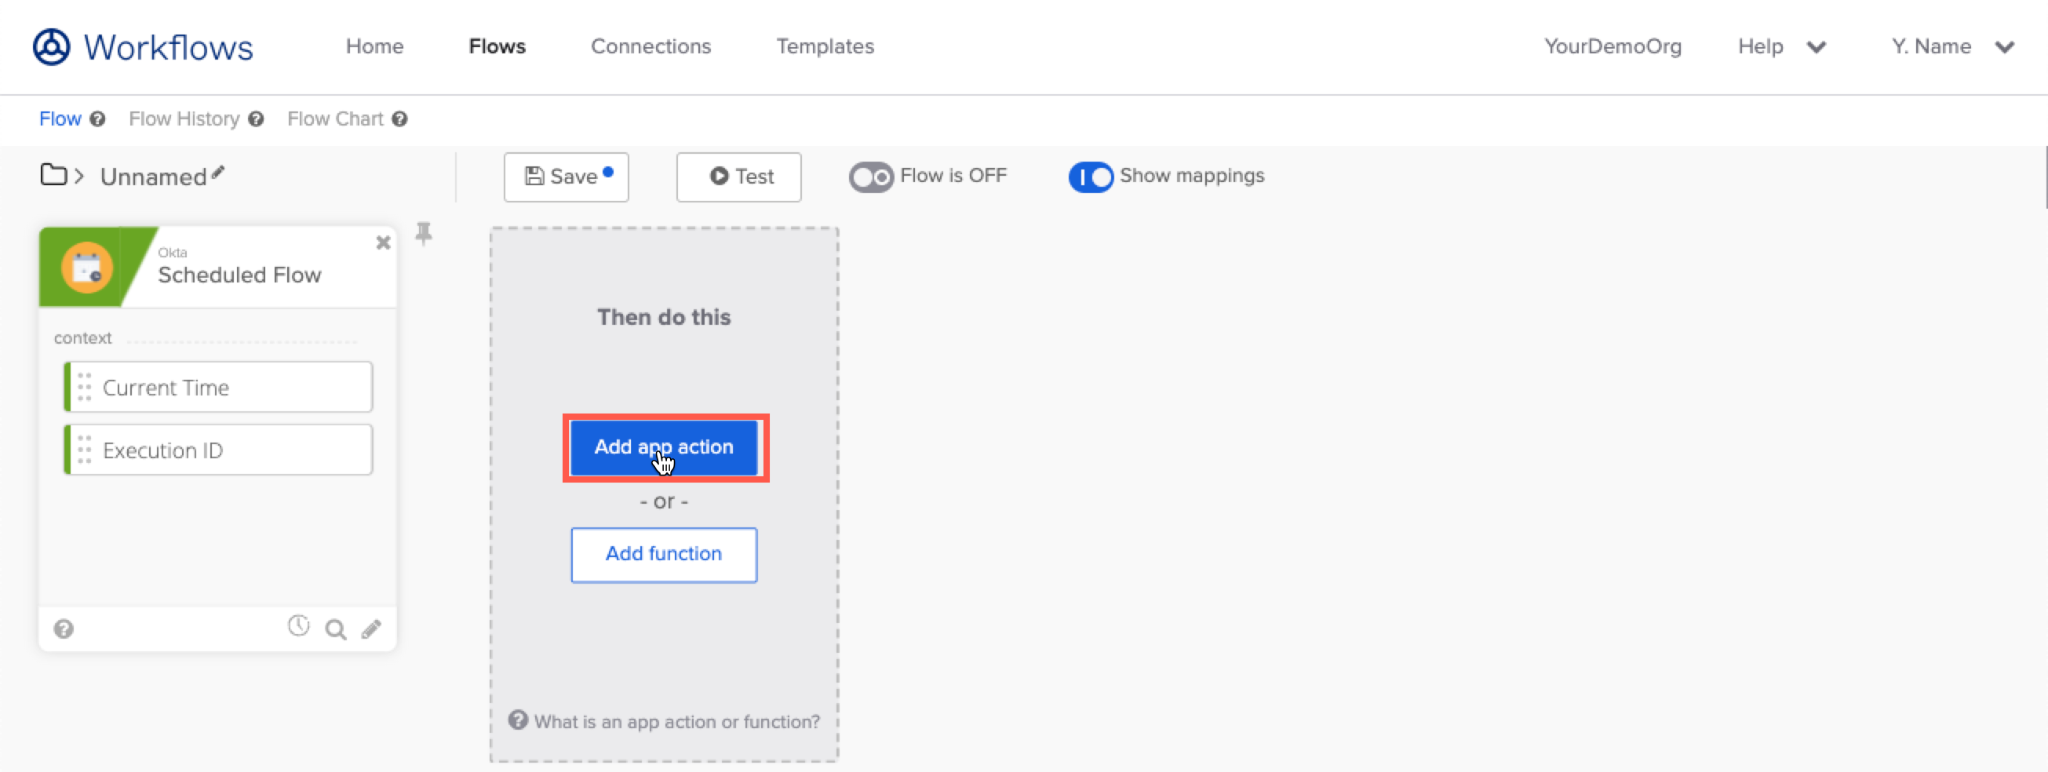 Workflows Home Flows Connections Templates YourDemoOrg Help Y. Name
Flow Flow History Flow Chart
Unnamed Save Test Flow is OFF Show mappings
Okta
Scheduled Flow
context
Current Time
Execution ID
Then do this
Add app action
- or -
Add function
What is an app action or function?